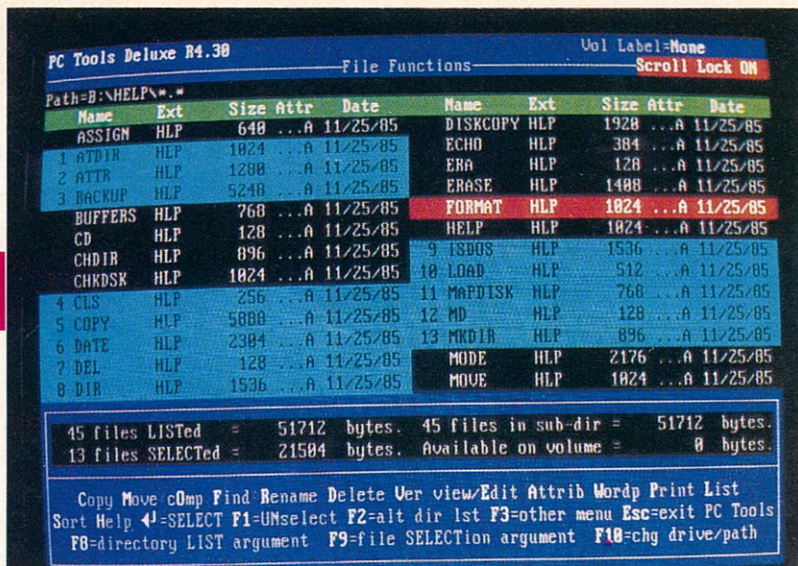 PC Tools Deluxe R4.30
Vol Label=None
File Functions
Scroll Lock ON
Path=B:\HELP\*.*
Name Ext Size Attr Date Name Ext Size Attr Date
ASSIGN HLP 640 ...A 11/25/85 DISKCOPY HLP 1920 ...A 11/25/85
1 ATDIR HLP 1024 ...A 11/25/85 ECHO HLP 384 ...A 11/25/85
2 ATTR HLP 1280 ...A 11/25/85 ERA HLP 128 ...A 11/25/85
3 BACKUP HLP 5248 ...A 11/25/85 ERASE HLP 1408 ...A 11/25/85
BUFFERS HLP 768 ...A 11/25/85 FORMAT HLP 1024 ...A 11/25/85
CD HLP 128 ...A 11/25/85 HELP HLP 1024 ...A 11/25/85
CHDIR HLP 896 ...A 11/25/85 9 ISDOS HLP 1536 ...A 11/25/85
CHKDSK HLP 1024 ...A 11/25/85 10 LOAD HLP 512 ...A 11/25/85
4 CLS HLP 256 ...A 11/25/85 11 MAPDISK HLP 768 ...A 11/25/85
5 COPY HLP 5888 ...A 11/25/85 12 MD HLP 128 ...A 11/25/85
6 DATE HLP 2304 ...A 11/25/85 13 MKDIR HLP 896 ...A 11/25/85
7 DEL HLP 128 ...A 11/25/85 MODE HLP 2176 ...A 11/25/85
8 DIR HLP 1536 ...A 11/25/85 MOVE HLP 1024 ...A 11/25/85
45 files LISTed = 51712 bytes. 45 files in sub-dir = 51712 bytes.
13 files SELECTed = 21504 bytes. Available on volume = 0 bytes.
Copy Move cOmp Find Rename Delete Ver view/Edit Attrib Wordp Print List
Sort Help ◄┘=SELECT F1=UNselect F2=alt dir lst F3=other menu Esc=exit PC Tools
F8=directory LIST argument F9=file SELECTion argument F10=chg drive/path